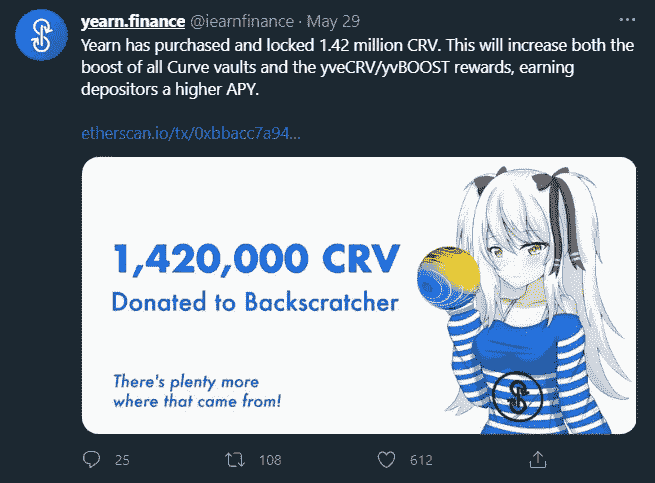 yearn.finance @iearnfinance · May 29
Yearn has purchased and locked 1.42 million CRV. This will increase both the
boost of all Curve vaults and the yveCRV/yvBOOST rewards, earning
depositors a higher APY.
etherscan.io/tx/0xbbacc7a94...
1,420,000 CRV
Donated to Backscratcher
There's plenty more
where that came from!
25 108 612